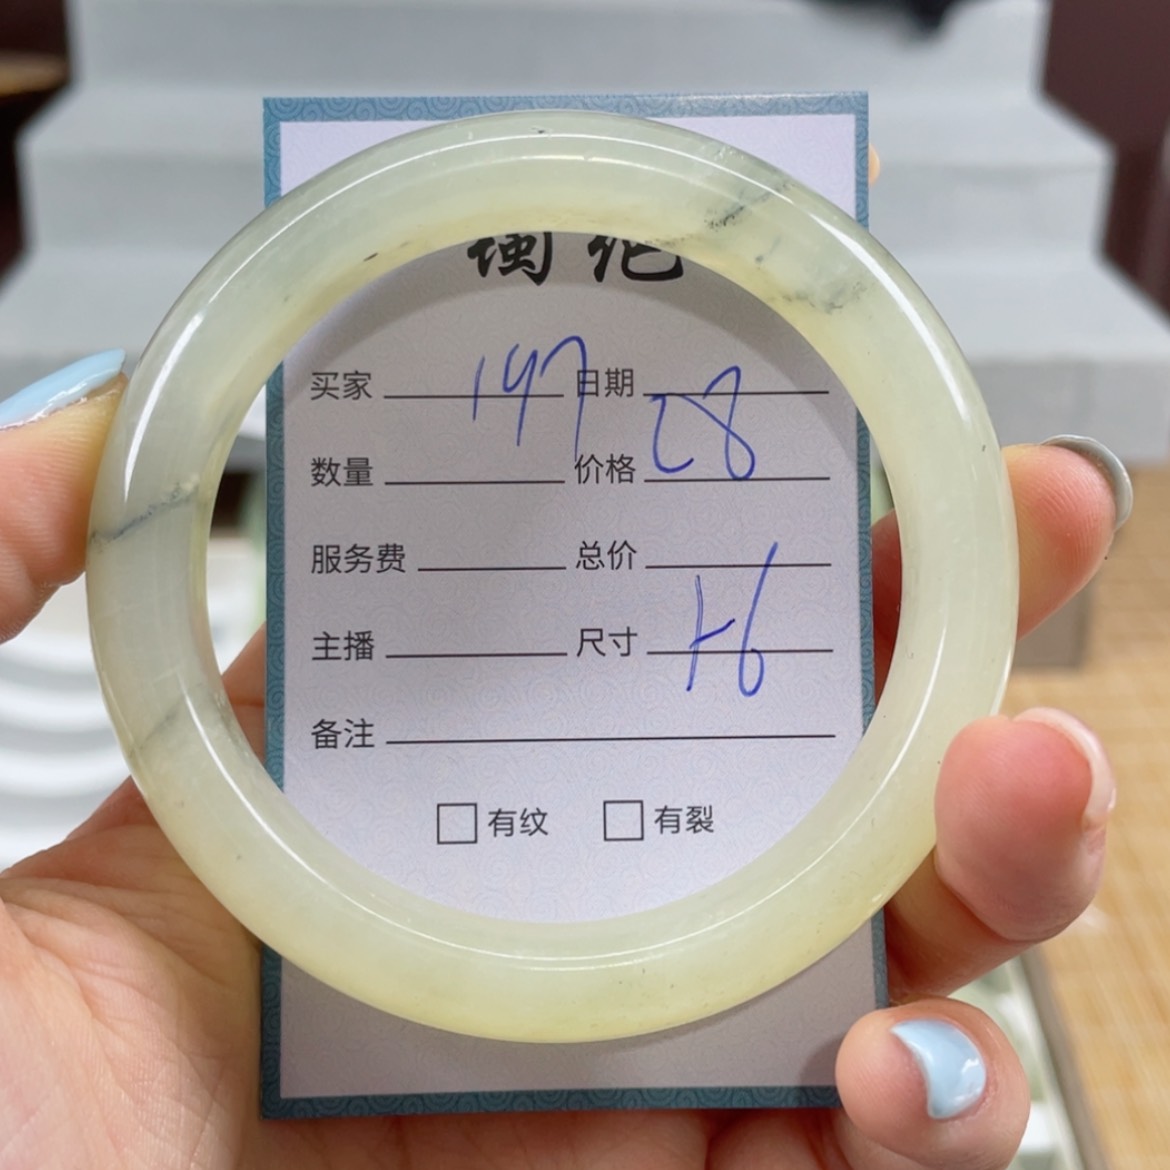 买家 147 日期
数量 价格 28
服务费 总价
主播 尺寸 56
备注
有纹 有裂